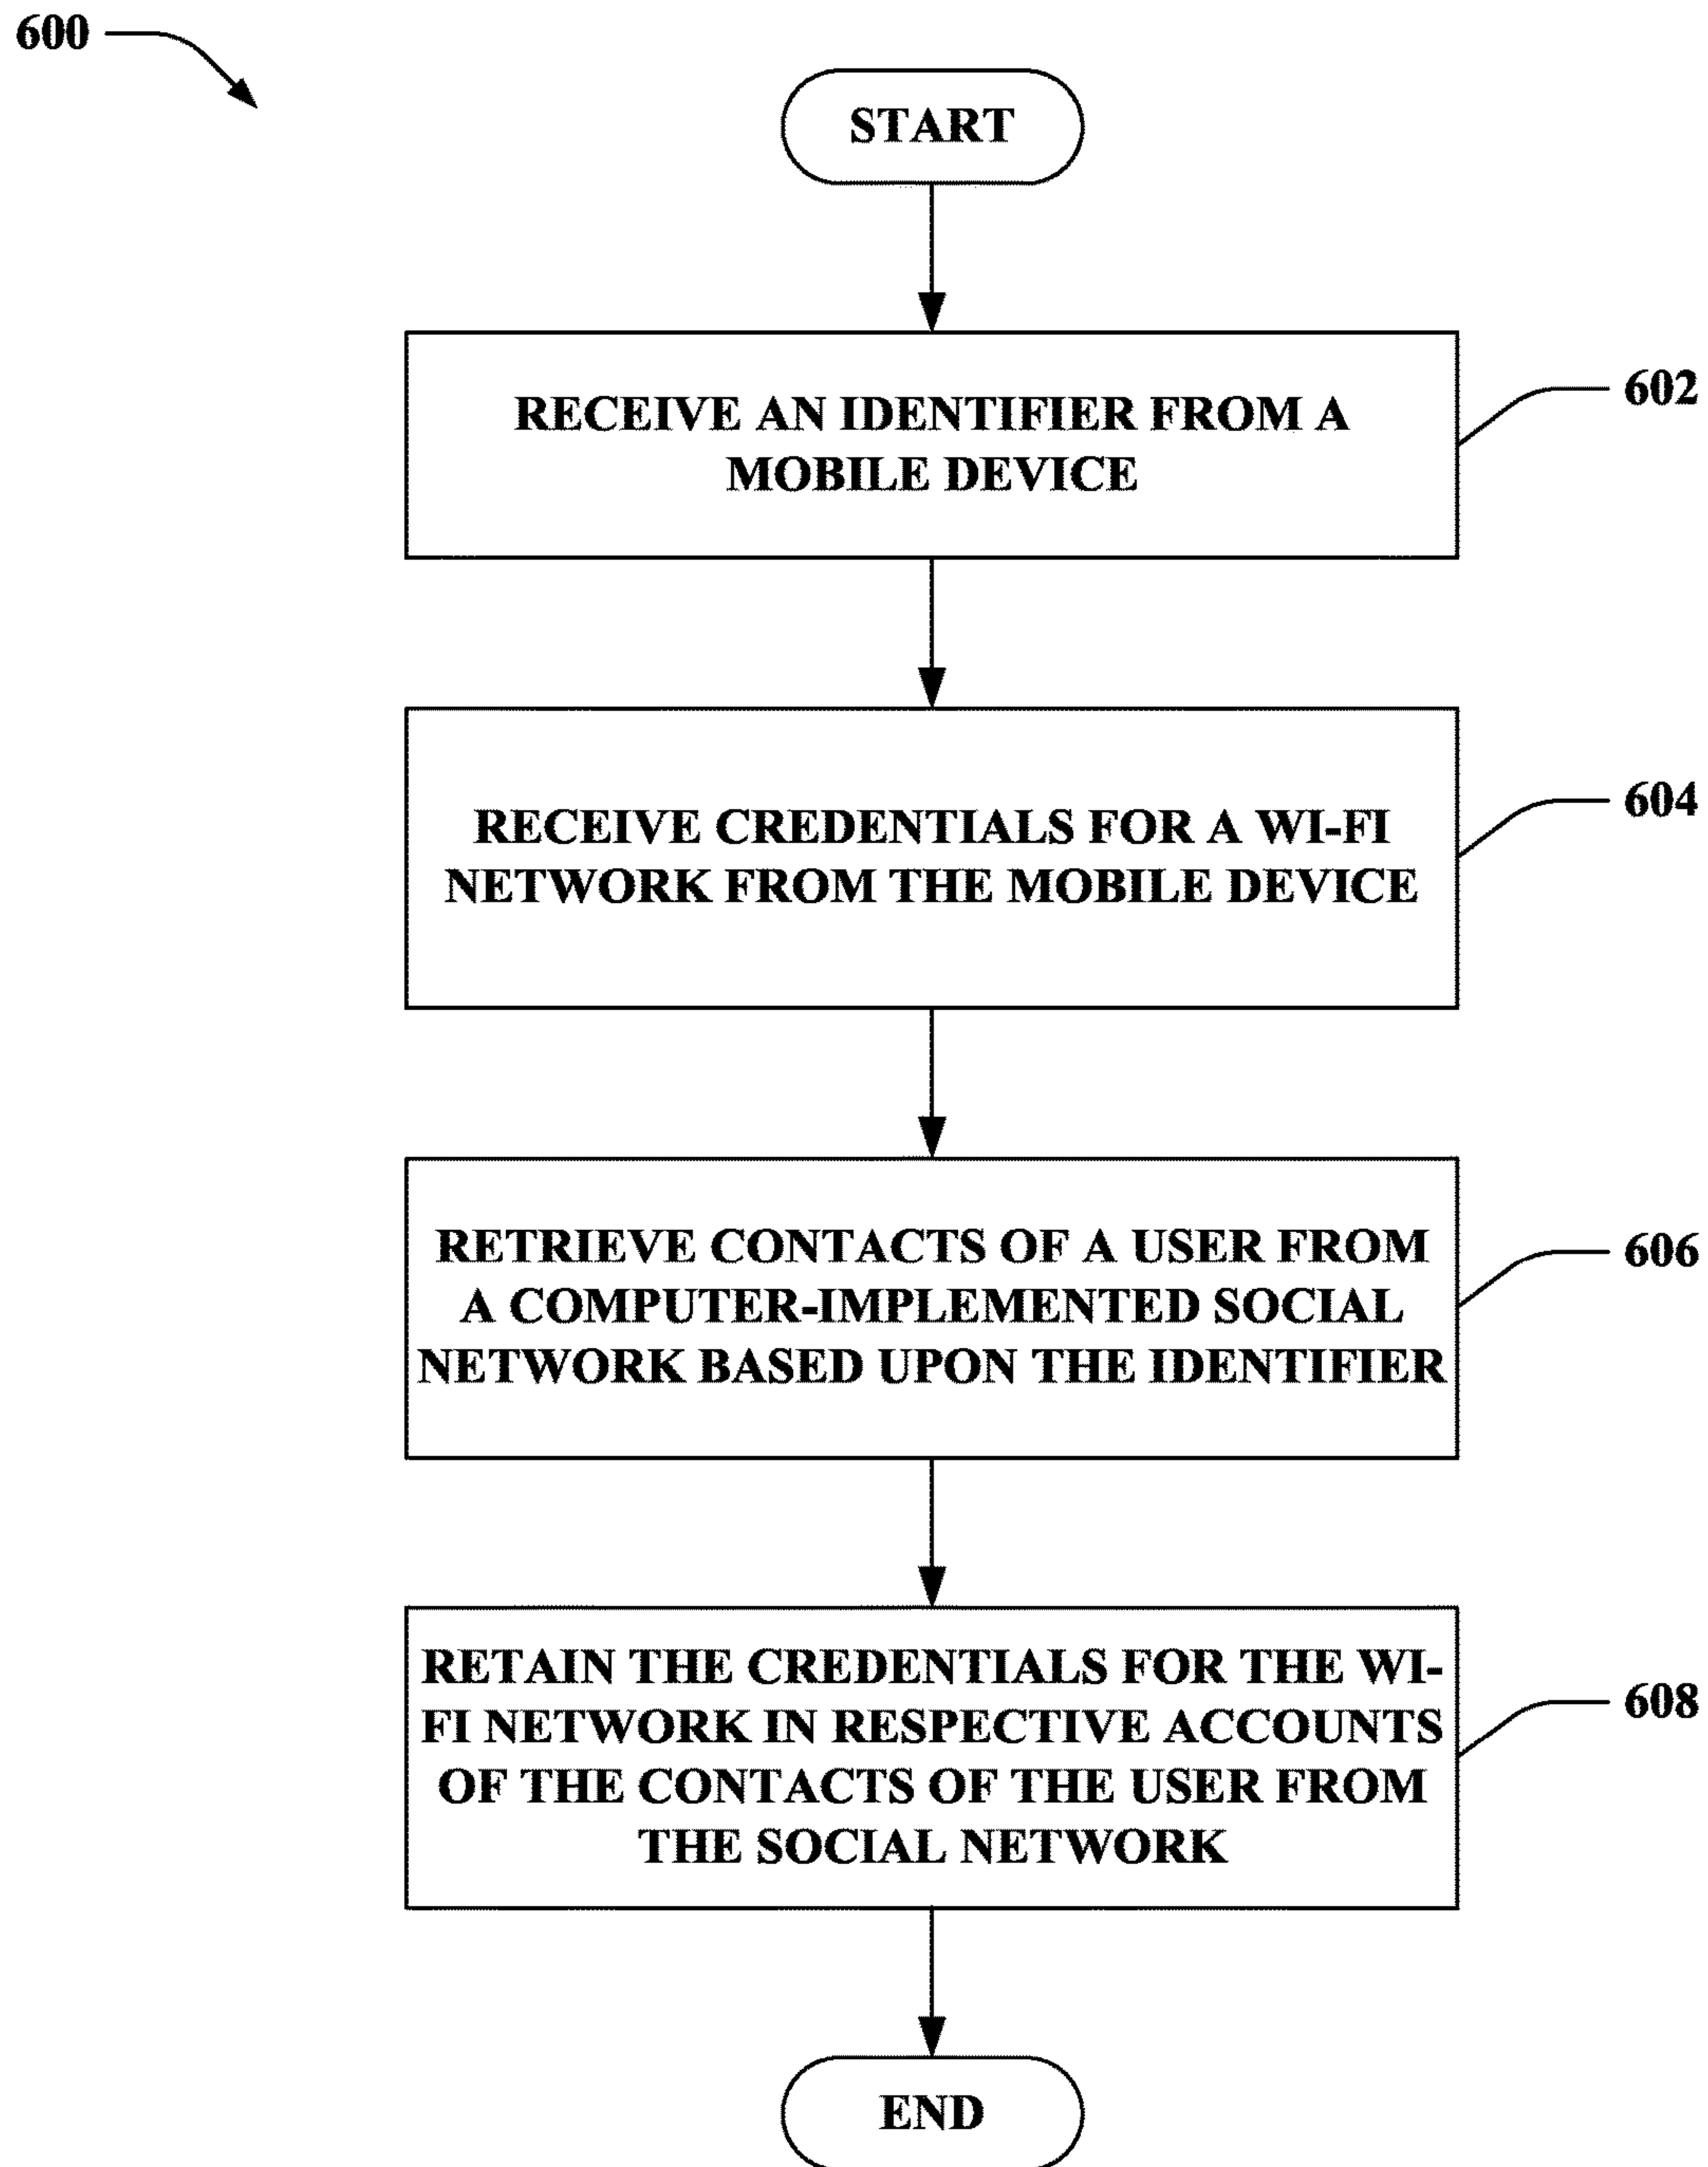 600
START
RECEIVE AN IDENTIFIER FROM A
MOBILE DEVICE
602
RECEIVE CREDENTIALS FOR A WI-FI
NETWORK FROM THE MOBILE DEVICE
604
RETRIEVE CONTACTS OF A USER FROM
A COMPUTER-IMPLEMENTED SOCIAL
NETWORK BASED UPON THE IDENTIFIER
606
RETAIN THE CREDENTIALS FOR THE WI-
FI NETWORK IN RESPECTIVE ACCOUNTS
OF THE CONTACTS OF THE USER FROM
THE SOCIAL NETWORK
608
END